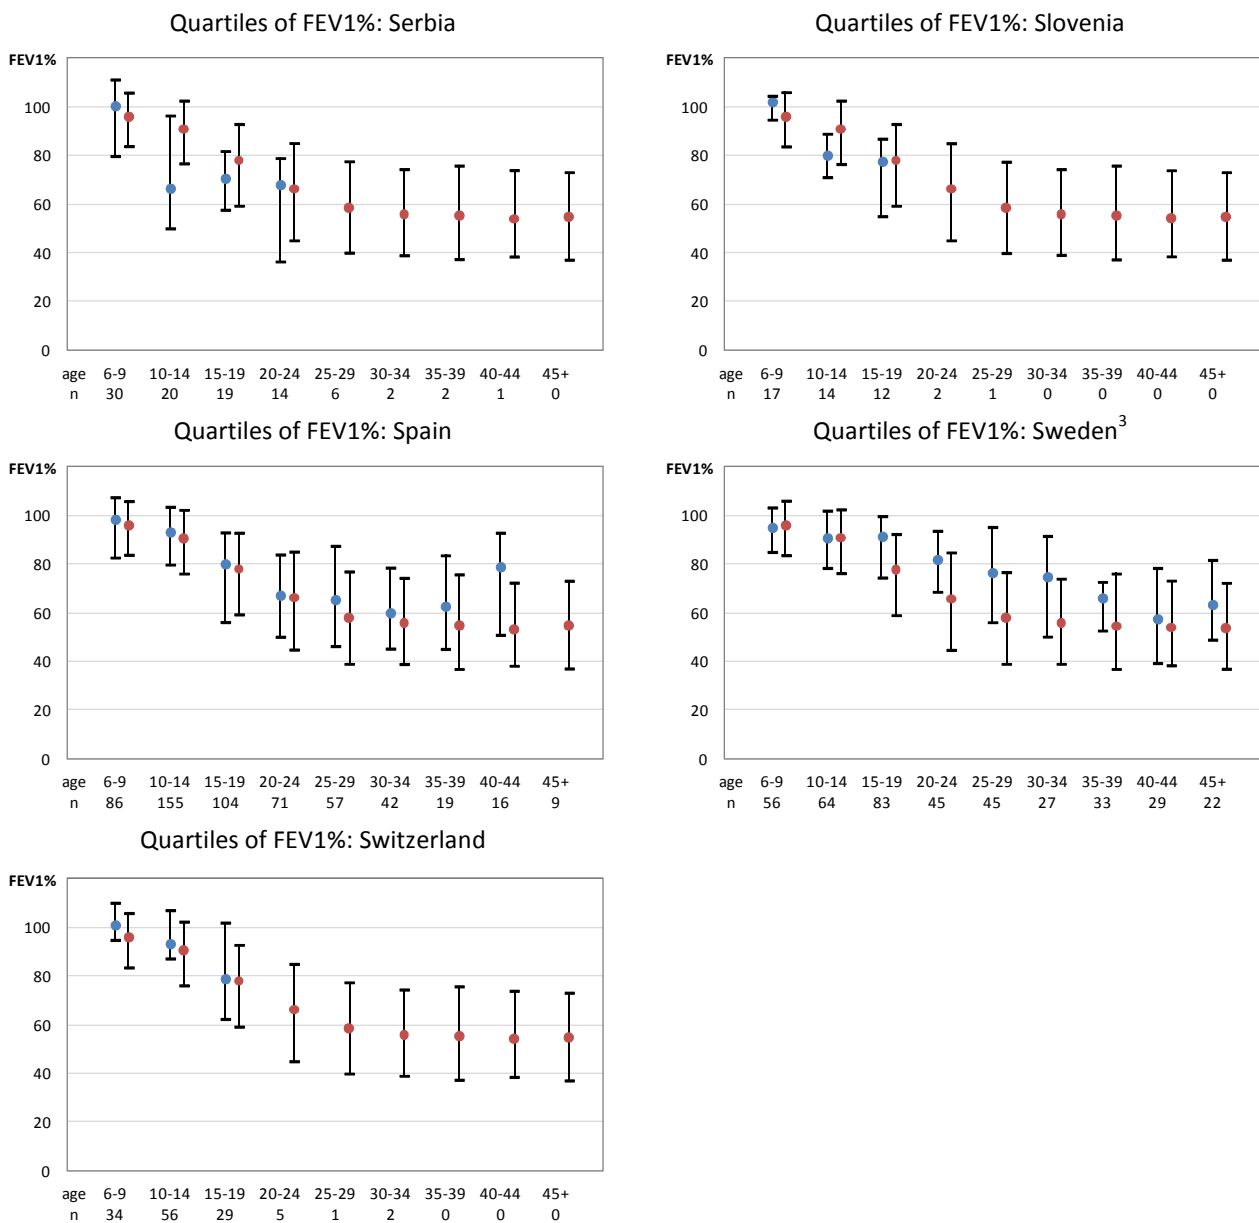 Quartiles of FEV1%: Serbia
FEV1%
100
80
60
40
20
0
age 6-9 10-14 15-19 20-24 25-29 30-34 35-39 40-44 45+
n 30 20 19 14 6 2 2 1 0
Quartiles of FEV1%: Slovenia
FEV1%
100
80
60
40
20
0
age 6-9 10-14 15-19 20-24 25-29 30-34 35-39 40-44 45+
n 17 14 12 2 1 0 0 0 0
Quartiles of FEV1%: Spain
FEV1%
100
80
60
40
20
0
age 6-9 10-14 15-19 20-24 25-29 30-34 35-39 40-44 45+
n 86 155 104 71 57 42 19 16 9
Quartiles of FEV1%: Sweden³
FEV1%
100
80
60
40
20
0
age 6-9 10-14 15-19 20-24 25-29 30-34 35-39 40-44 45+
n 56 64 83 45 45 27 33 29 22
Quartiles of FEV1%: Switzerland
FEV1%
100
80
60
40
20
0
age 6-9 10-14 15-19 20-24 25-29 30-34 35-39 40-44 45+
n 34 56 29 5 1 2 0 0 0